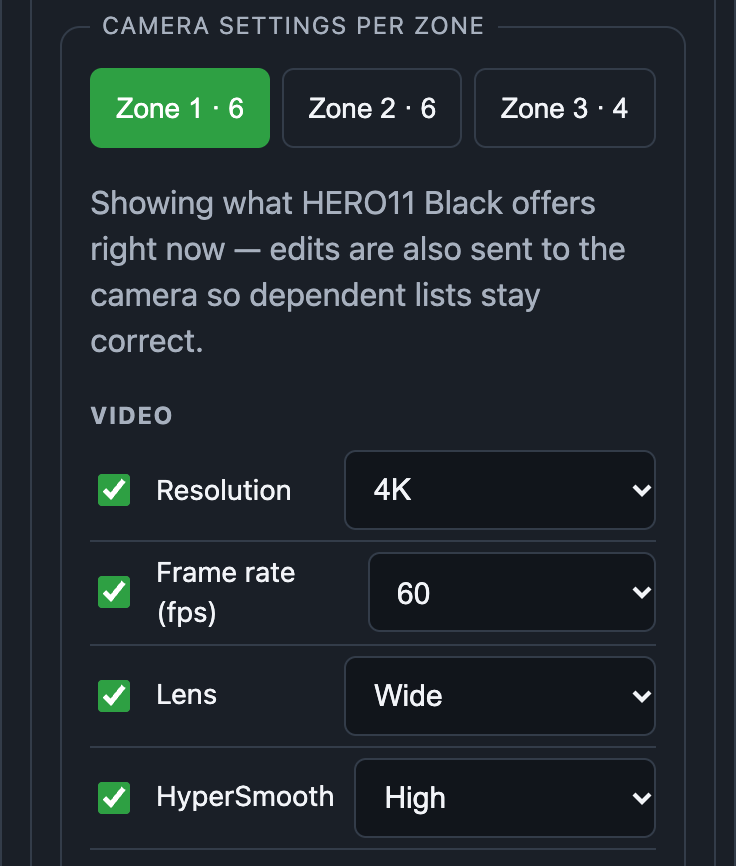 CAMERA SETTINGS PER ZONE
Zone 1 · 6
Zone 2 · 6
Zone 3 · 4
Showing what HERO11 Black offers
right now — edits are also sent to the
camera so dependent lists stay
correct.
VIDEO
Resolution
4K
Frame rate
(fps)
60
Lens
Wide
HyperSmooth
High